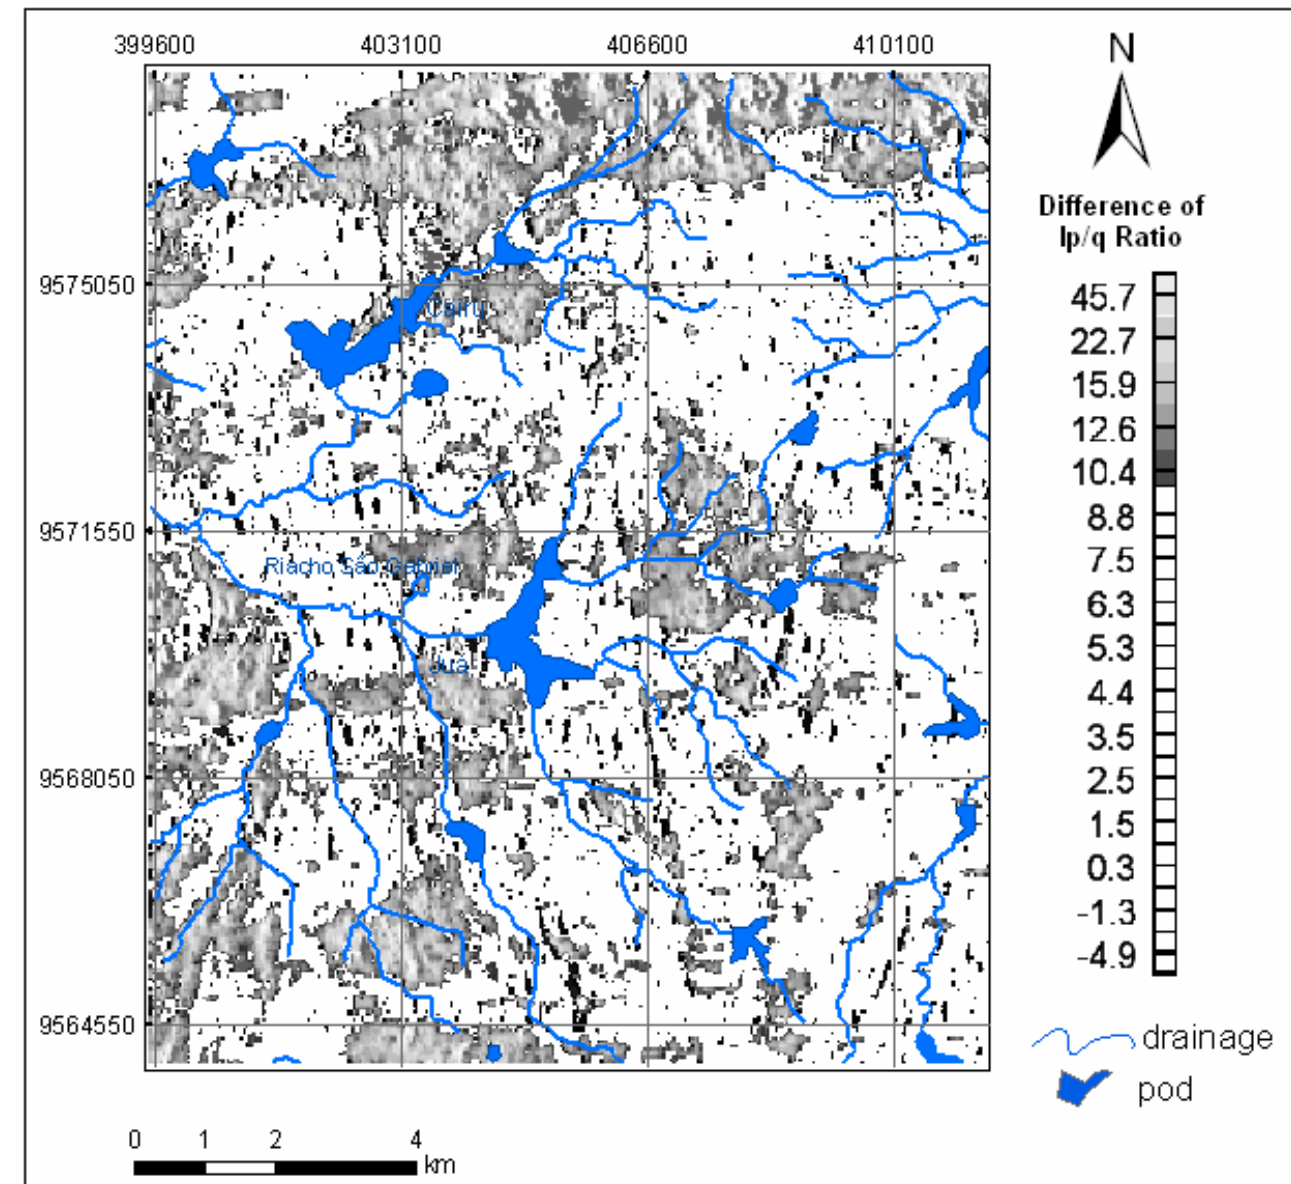 399600 403100 406600 410100
N
Difference of
Ip/q Ratio
9575050
9571550
9568050
9564550
Cairu
Riacho São Gabriel
Juá
45.7
22.7
15.9
12.6
10.4
8.8
7.5
6.3
5.3
4.4
3.5
2.5
1.5
0.3
-1.3
-4.9
drainage
pod
0 1 2 4
km